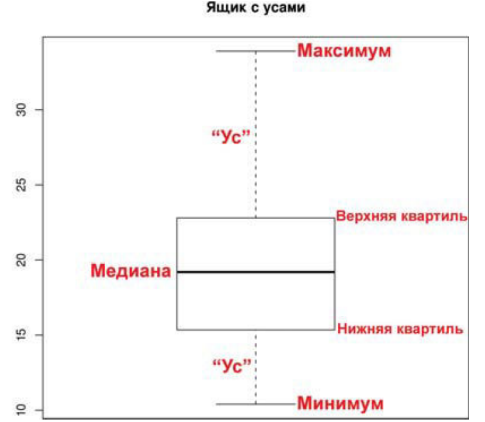 Ящик с усами
Максимум
30
“Ус”
25
Верхняя квартиль
20
Медиана
15
Нижняя квартиль
“Ус”
Минимум
10